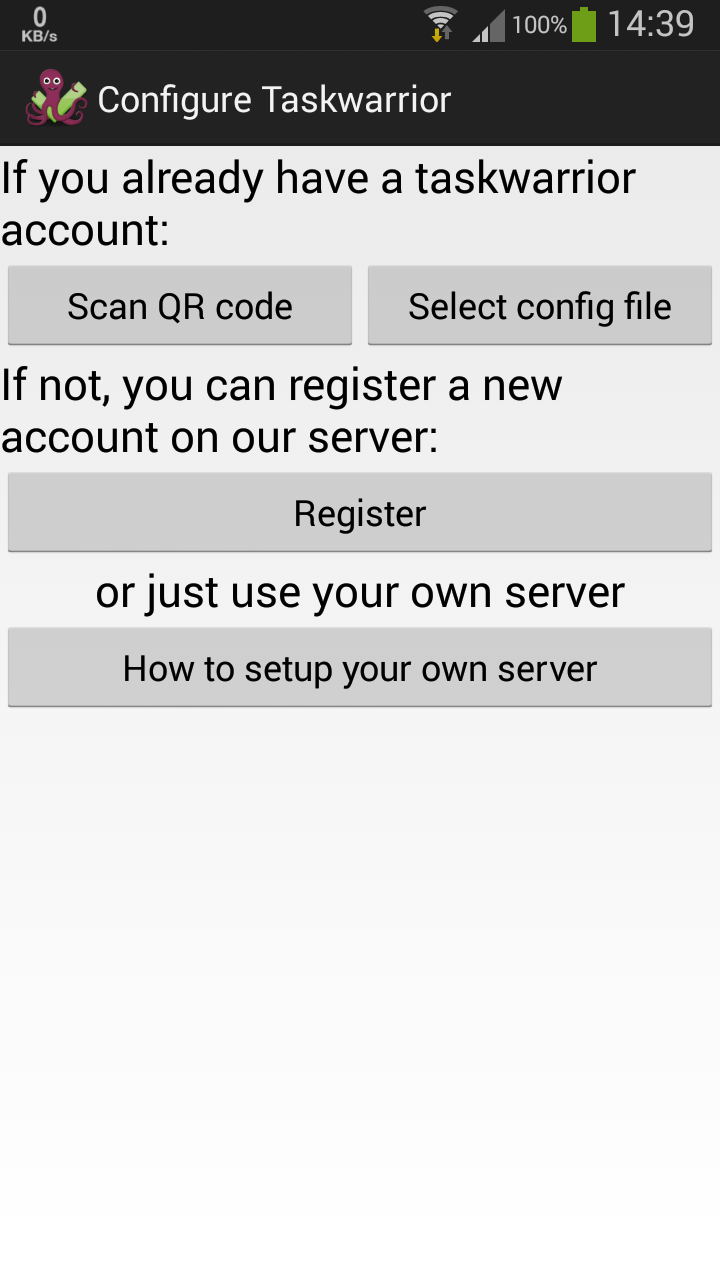 0
KB/s
100%
14:39
Configure Taskwarrior
If you already have a taskwarrior
account:
Scan QR code
Select config file
If not, you can register a new
account on our server:
Register
or just use your own server
How to setup your own server